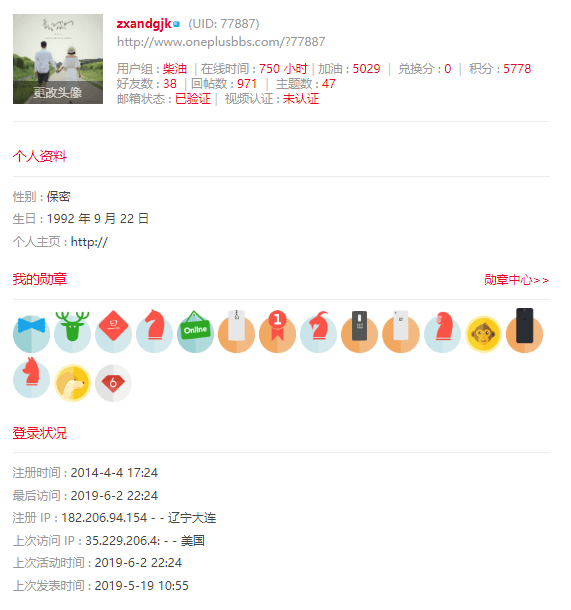 zxandgjk (UID: 77887)
http://www.oneplusbbs.com/?77887
更改头像
用户组 : 柴油 | 在线时间 : 750 小时 | 加油 : 5029 | 兑换分 : 0 | 积分 : 5778
好友数 : 38 | 回帖数 : 971 | 主题数 : 47
邮箱状态 : 已验证 | 视频认证 : 未认证
个人资料
性别 : 保密
生日 : 1992 年 9 月 22 日
个人主页 : http://
我的勋章 勋章中心>>
Online
1
6
登录状况
注册时间 : 2014-4-4 17:24
最后访问 : 2019-6-2 22:24
注册 IP : 182.206.94.154 - - 辽宁大连
上次访问 IP : 35.229.206.4: - - 美国
上次活动时间 : 2019-6-2 22:24
上次发表时间 : 2019-5-19 10:55